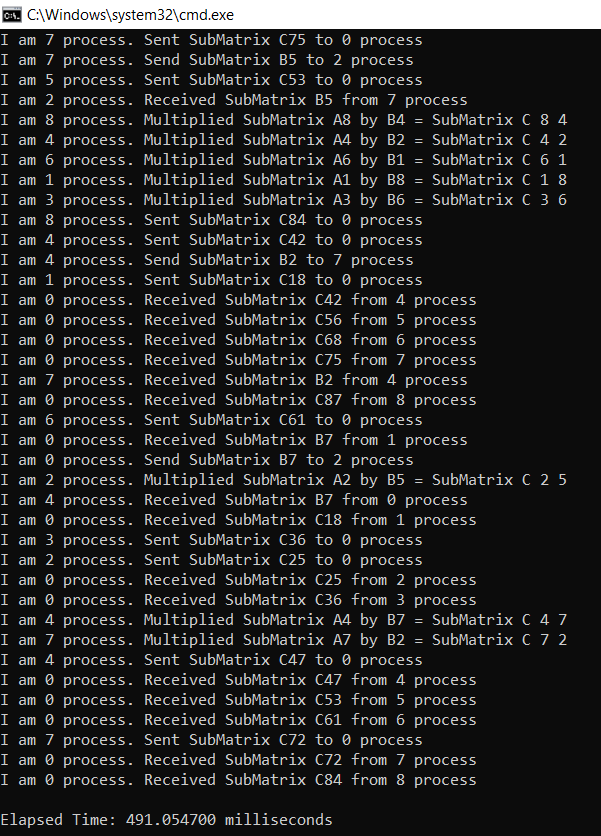 C:\Windows\system32\cmd.exe
I am 7 process. Sent SubMatrix C75 to 0 process
I am 7 process. Send SubMatrix B5 to 2 process
I am 5 process. Sent SubMatrix C53 to 0 process
I am 2 process. Received SubMatrix B5 from 7 process
I am 8 process. Multiplied SubMatrix A8 by B4 = SubMatrix C 8 4
I am 4 process. Multiplied SubMatrix A4 by B2 = SubMatrix C 4 2
I am 6 process. Multiplied SubMatrix A6 by B1 = SubMatrix C 6 1
I am 1 process. Multiplied SubMatrix A1 by B8 = SubMatrix C 1 8
I am 3 process. Multiplied SubMatrix A3 by B6 = SubMatrix C 3 6
I am 8 process. Sent SubMatrix C84 to 0 process
I am 4 process. Sent SubMatrix C42 to 0 process
I am 4 process. Send SubMatrix B2 to 7 process
I am 1 process. Sent SubMatrix C18 to 0 process
I am 0 process. Received SubMatrix C42 from 4 process
I am 0 process. Received SubMatrix C56 from 5 process
I am 0 process. Received SubMatrix C68 from 6 process
I am 0 process. Received SubMatrix C75 from 7 process
I am 7 process. Received SubMatrix B2 from 4 process
I am 0 process. Received SubMatrix C87 from 8 process
I am 6 process. Sent SubMatrix C61 to 0 process
I am 0 process. Received SubMatrix B7 from 1 process
I am 0 process. Send SubMatrix B7 to 2 process
I am 2 process. Multiplied SubMatrix A2 by B5 = SubMatrix C 2 5
I am 4 process. Received SubMatrix B7 from 0 process
I am 0 process. Received SubMatrix C18 from 1 process
I am 3 process. Sent SubMatrix C36 to 0 process
I am 2 process. Sent SubMatrix C25 to 0 process
I am 0 process. Received SubMatrix C25 from 2 process
I am 0 process. Received SubMatrix C36 from 3 process
I am 4 process. Multiplied SubMatrix A4 by B7 = SubMatrix C 4 7
I am 7 process. Multiplied SubMatrix A7 by B2 = SubMatrix C 7 2
I am 4 process. Sent SubMatrix C47 to 0 process
I am 0 process. Received SubMatrix C47 from 4 process
I am 0 process. Received SubMatrix C53 from 5 process
I am 0 process. Received SubMatrix C61 from 6 process
I am 7 process. Sent SubMatrix C72 to 0 process
I am 0 process. Received SubMatrix C72 from 7 process
I am 0 process. Received SubMatrix C84 from 8 process
Elapsed Time: 491.054700 milliseconds